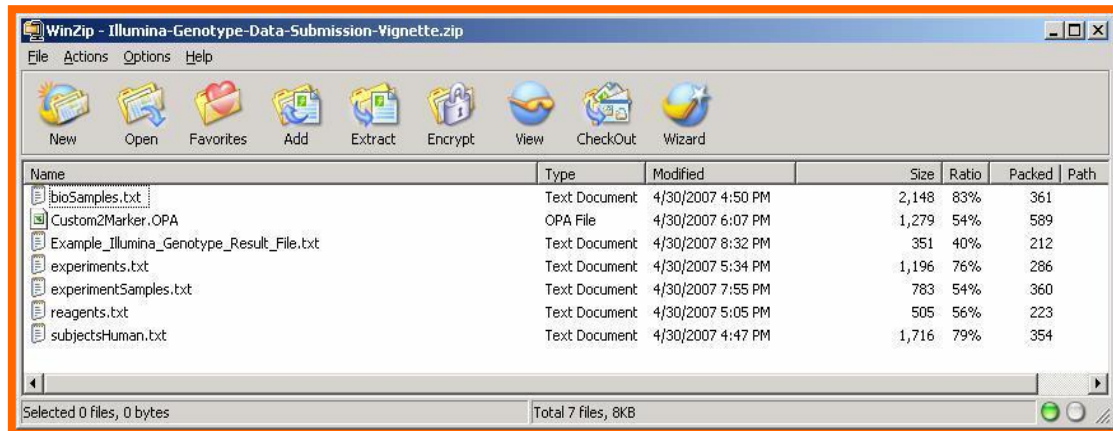 WinZip - Illumina-Genotype-Data-Submission-Vignette.zip
File Actions Options Help
New Open Favorites Add Extract Encrypt View CheckOut Wizard
Name Type Modified Size Ratio Packed Path
bioSamples.txt Text Document 4/30/2007 4:50 PM 2,148 83% 361
Custom2Marker.OPA OPA File 4/30/2007 6:07 PM 1,279 54% 589
Example_Illumina_Genotype_Result_File.txt Text Document 4/30/2007 8:32 PM 351 40% 212
experiments.txt Text Document 4/30/2007 5:34 PM 1,196 76% 286
experimentSamples.txt Text Document 4/30/2007 7:55 PM 783 54% 360
reagents.txt Text Document 4/30/2007 5:05 PM 505 56% 223
subjectsHuman.txt Text Document 4/30/2007 4:47 PM 1,716 79% 354
Selected 0 files, 0 bytes Total 7 files, 8KB